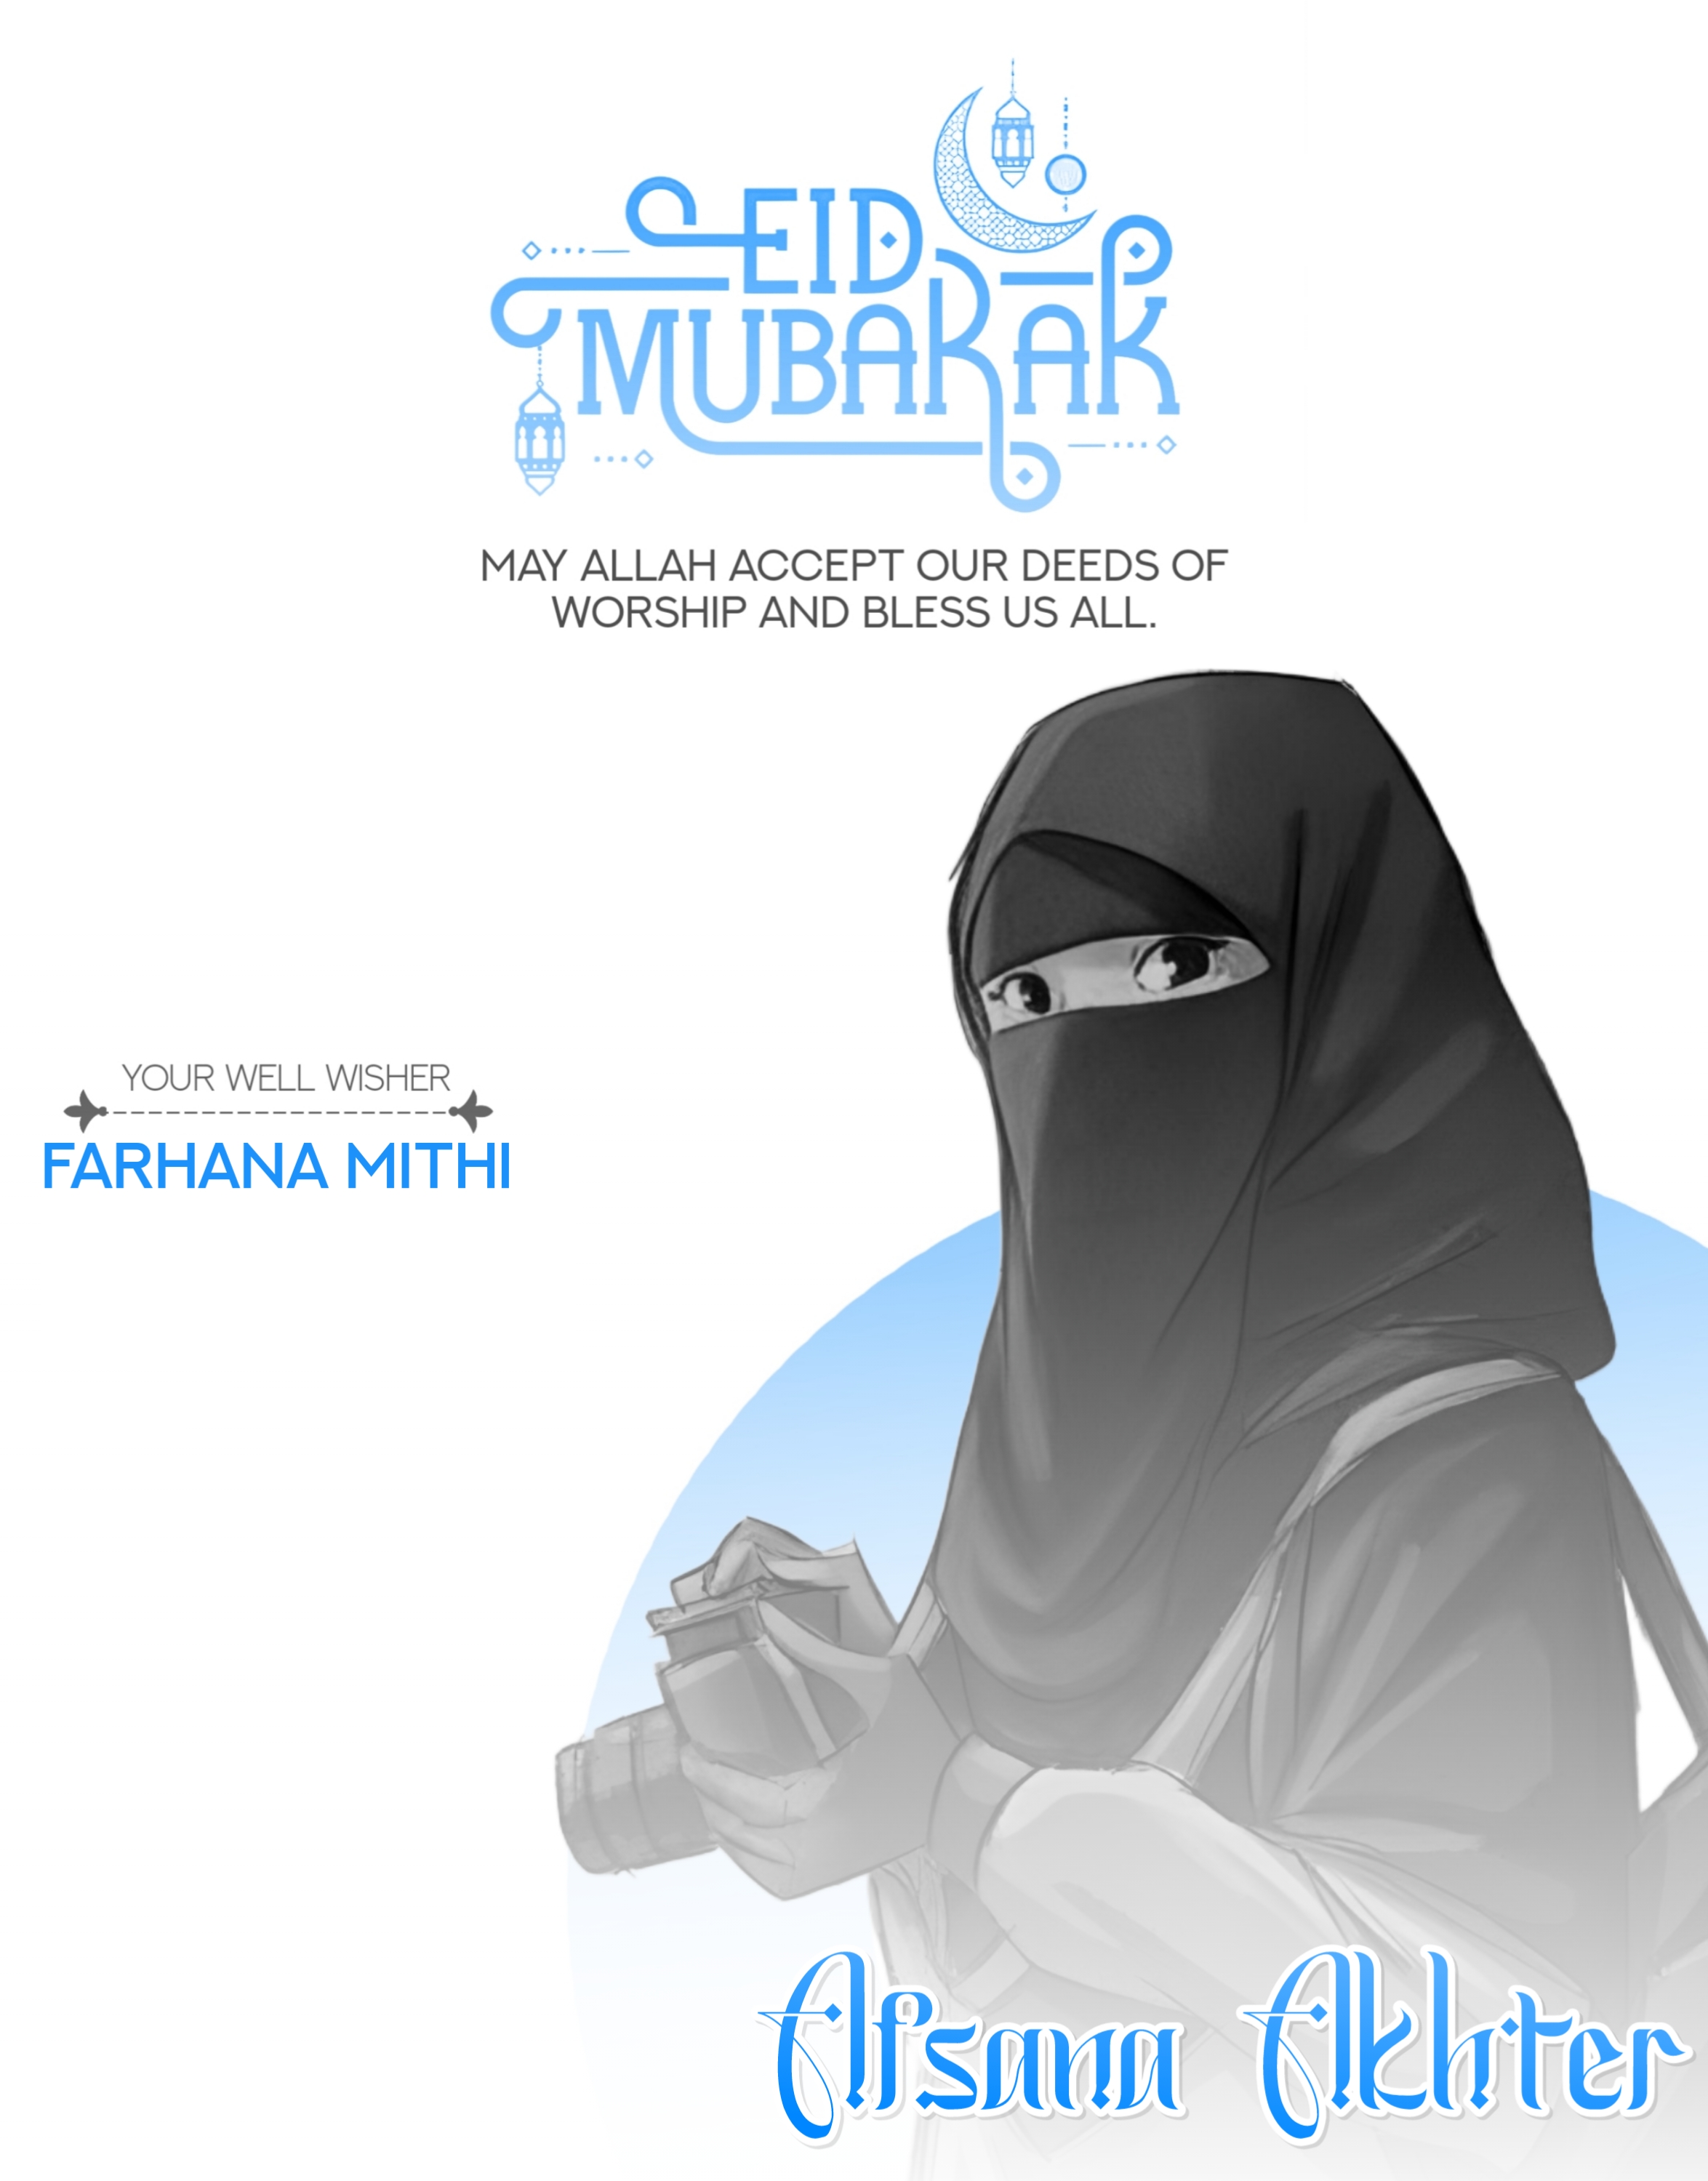 EID
MUBARAK
MAY ALLAH ACCEPT OUR DEEDS OF
WORSHIP AND BLESS US ALL.
YOUR WELL WISHER
FARHANA MITHI
Afsana Akhter